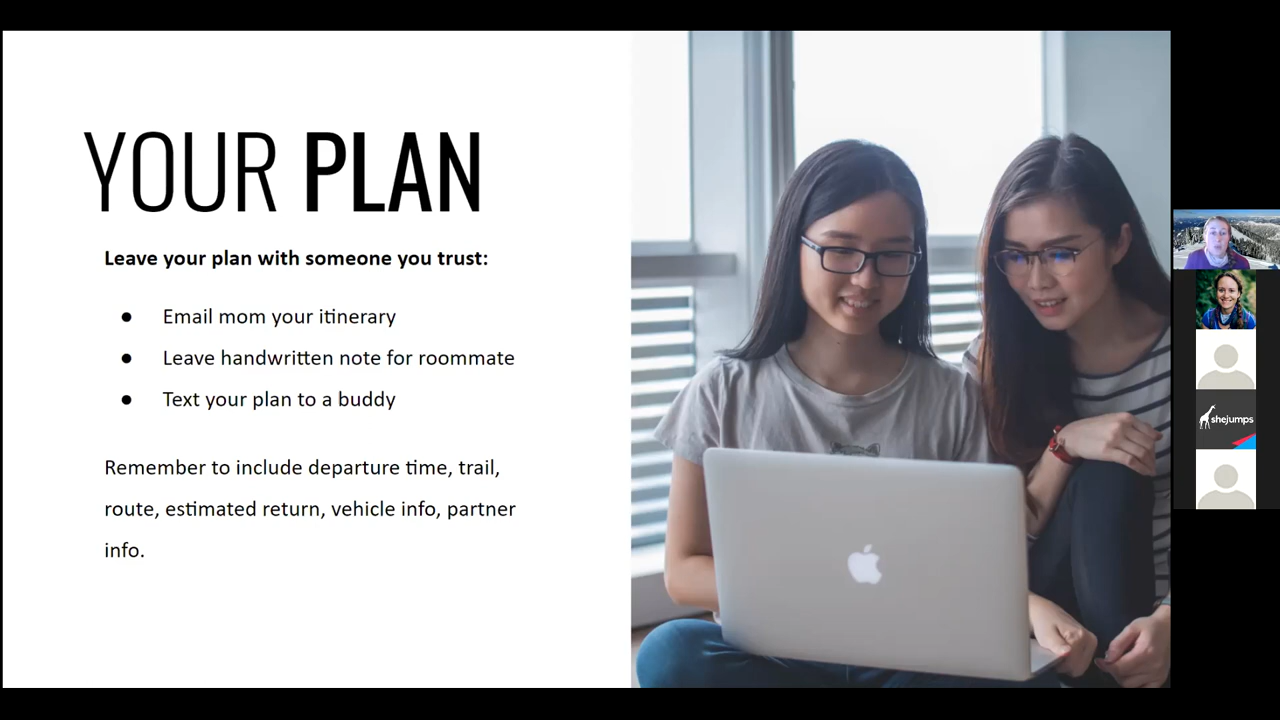 YOUR PLAN
Leave your plan with someone you trust:
● Email mom your itinerary
● Leave handwritten note for roommate
● Text your plan to a buddy
Remember to include departure time, trail,
route, estimated return, vehicle info, partner
info.
shejumps